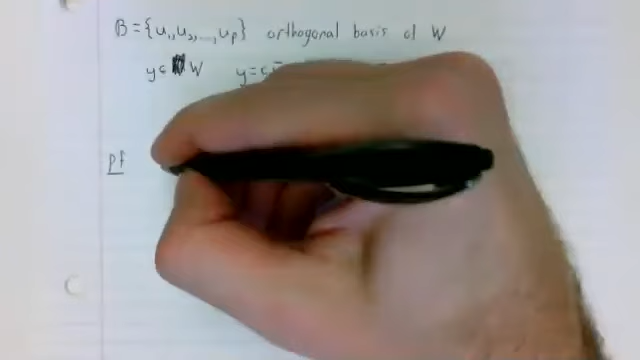 B = {u₁, u₂, ..., uₚ} orthogonal basis of W
y ∈ W y = c
pf